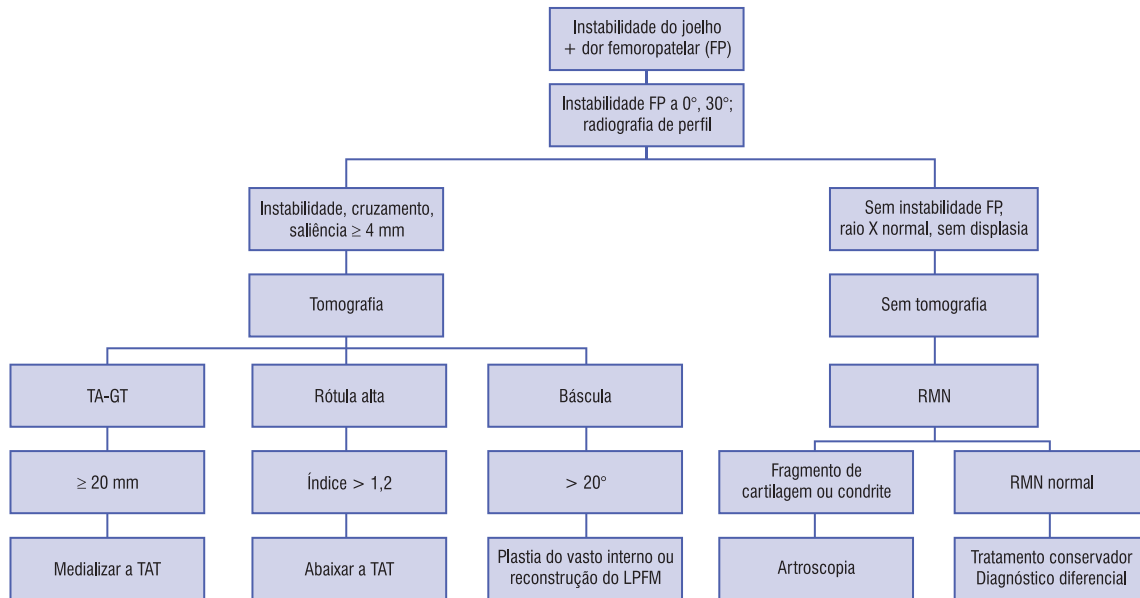 Instabilidade do joelho
+ dor femoropatelar (FP)
Instabilidade FP a 0°, 30°;
radiografia de perfil
Instabilidade, cruzamento,
saliência ≥ 4 mm
Sem instabilidade FP,
raio X normal, sem displasia
Tomografia
Sem tomografia
TA-GT
Rótula alta
Báscula
RMN
≥ 20 mm
Índice > 1,2
> 20°
Fragmento de
cartilagem ou condrite
RMN normal
Medializar a TAT
Abaixar a TAT
Plastia do vasto interno ou
reconstrução do LPFM
Artroscopia
Tratamento conservador
Diagnóstico diferencial